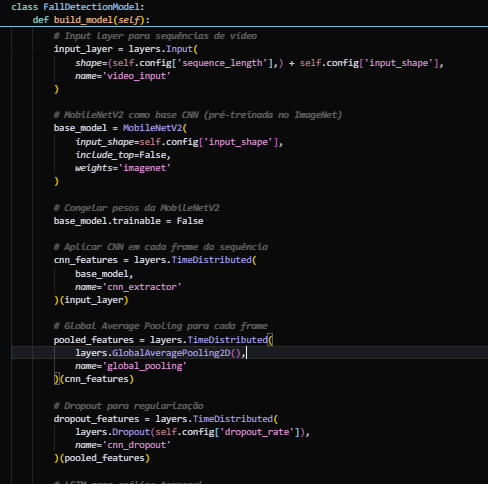 class FallDetectionModel:
def build_model(self):
# Input layer para sequências de vídeo
input_layer = layers.Input(
shape=(self.config['sequence_length'],) + self.config['input_shape'],
name='video_input'
)
# MobileNetV2 como base CNN (pré-treinada no ImageNet)
base_model = MobileNetV2(
input_shape=self.config['input_shape'],
include_top=False,
weights='imagenet'
)
# Congelar pesos da MobileNetV2
base_model.trainable = False
# Aplicar CNN em cada frame da sequência
cnn_features = layers.TimeDistributed(
base_model,
name='cnn_extractor'
)(input_layer)
# Global Average Pooling para cada frame
pooled_features = layers.TimeDistributed(
layers.GlobalAveragePooling2D(),
name='global_pooling'
)(cnn_features)
# Dropout para regularização
dropout_features = layers.TimeDistributed(
layers.Dropout(self.config['dropout_rate']),
name='cnn_dropout'
)(pooled_features)
# LSTM para análise temporal